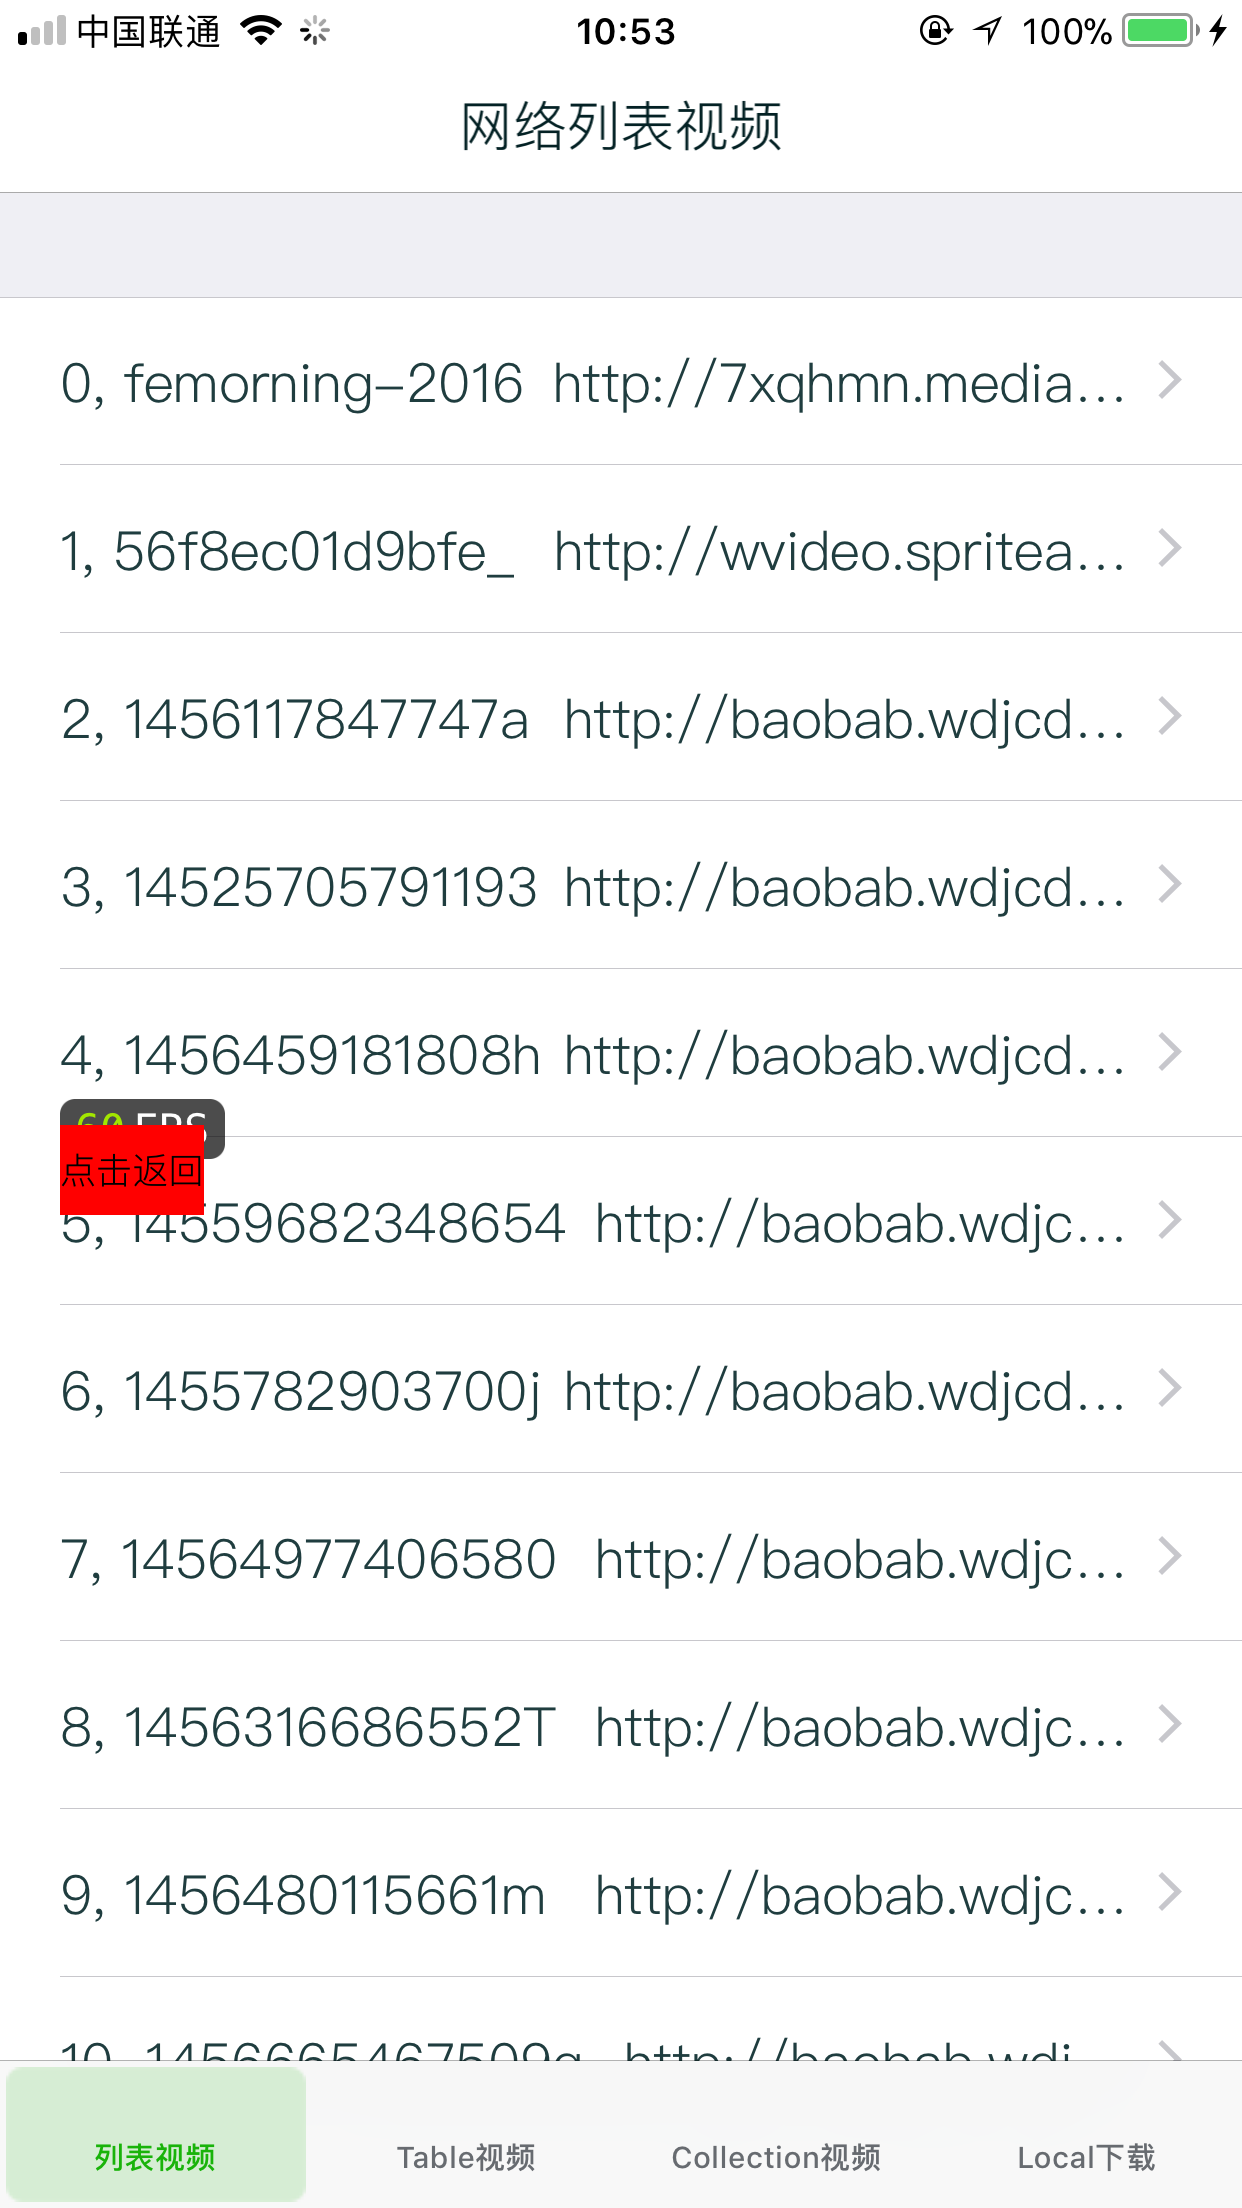 中国联通 10:53 100%
网络列表视频
0, femorning-2016 http://7xqhmn.media...
1, 56f8ec01d9bfe_ http://wvideo.spritea...
2, 1456117847747a http://baobab.wdjcd...
3, 14525705791193 http://baobab.wdjcd...
4, 1456459181808h http://baobab.wdjcd...
60 FPS
点击返回
5, 14559682348654 http://baobab.wdjc...
6, 1455782903700j http://baobab.wdjcd...
7, 14564977406580 http://baobab.wdjc...
8, 1456316686552T http://baobab.wdjc...
9, 1456480115661m http://baobab.wdjc...
列表视频 Table视频 Collection视频 Local下载